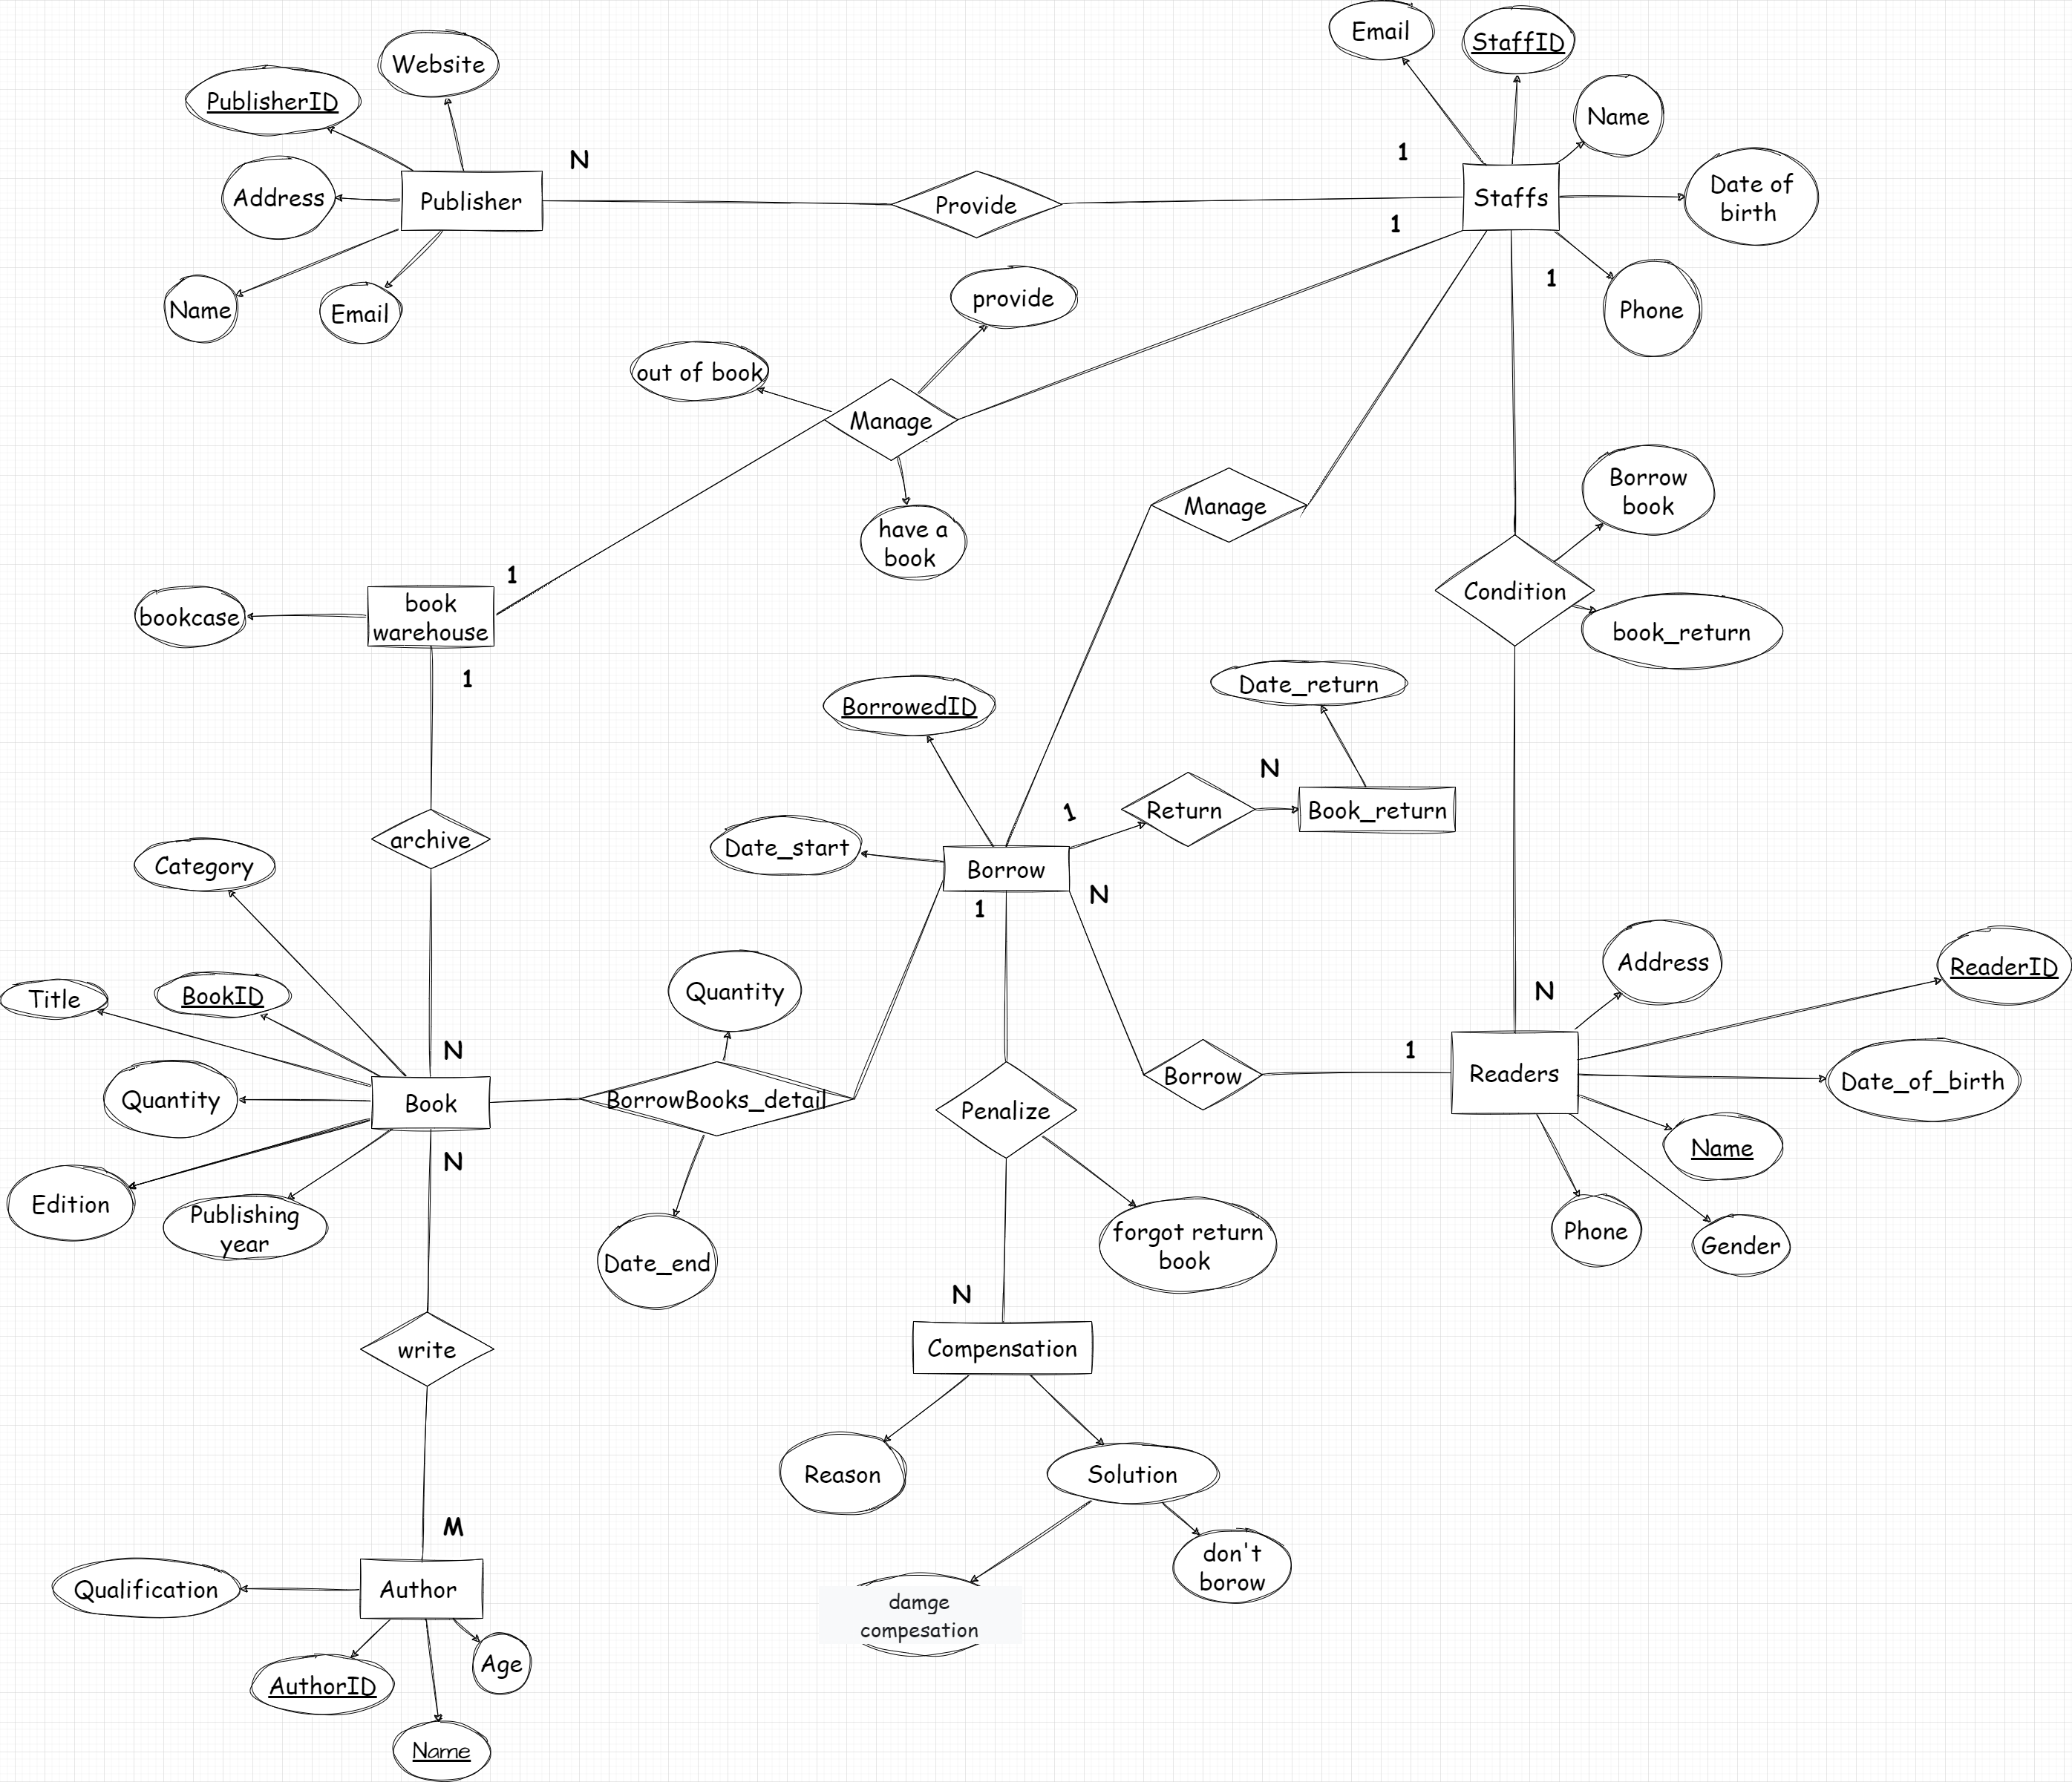 Email
StaffID
Website
PublisherID
Name
N
1
Address
Publisher
Provide
Staffs
Date of
birth
1
1
Name
Email
provide
Phone
out of book
Manage
Borrow
book
Manage
have a
book
1
bookcase
book
warehouse
Condition
book_return
1
BorrowedID
Date_return
N
1
Return
Book_return
archive
Category
Date_start
Borrow
1
N
Address
ReaderID
Title
BookID
Quantity
N
N
1
Quantity
Book
BorrowBooks_detail
Penalize
Borrow
Readers
Date_of_birth
Name
N
Edition
Publishing
year
Date_end
forgot return
book
Phone
Gender
N
write
Compensation
Reason
Solution
M
don't
borow
Qualification
Author
damge
compesation
AuthorID
Age
Name